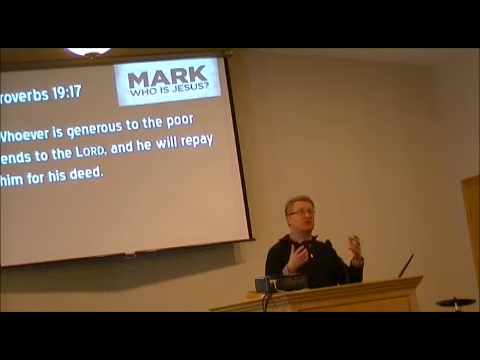 roverbs 19:17
MARK
WHO IS JESUS?
Whoever is generous to the poor
ends to the LORD, and he will repay
him for his deed.